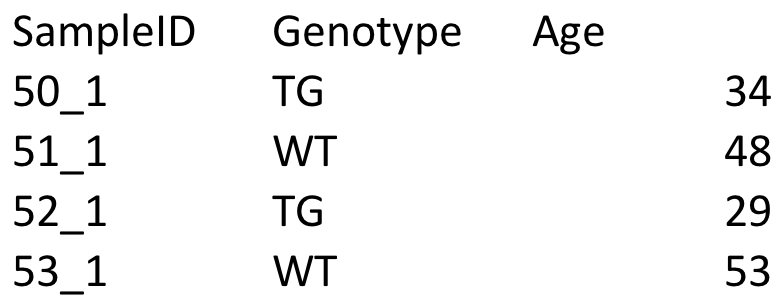 SampleID Genotype Age
50_1 TG 34
51_1 WT 48
52_1 TG 29
53_1 WT 53